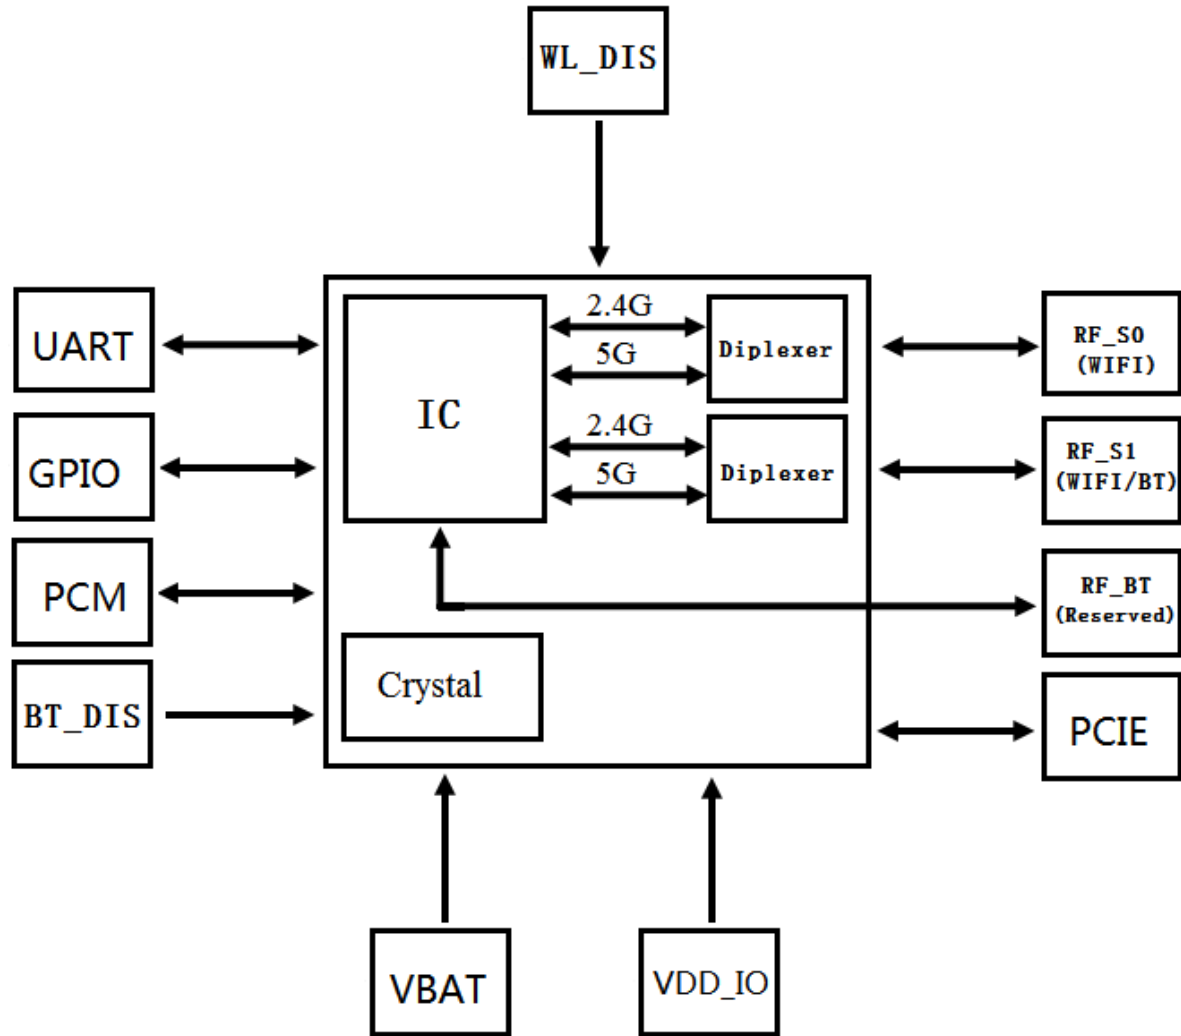 WL_DIS
UART
GPIO
PCM
BT_DIS
IC
2.4G
5G
2.4G
5G
Diplexer
Diplexer
Crystal
RF_S0
(WIFI)
RF_S1
(WIFI/BT)
RF_BT
(Reserved)
PCIE
VBAT
VDD_IO